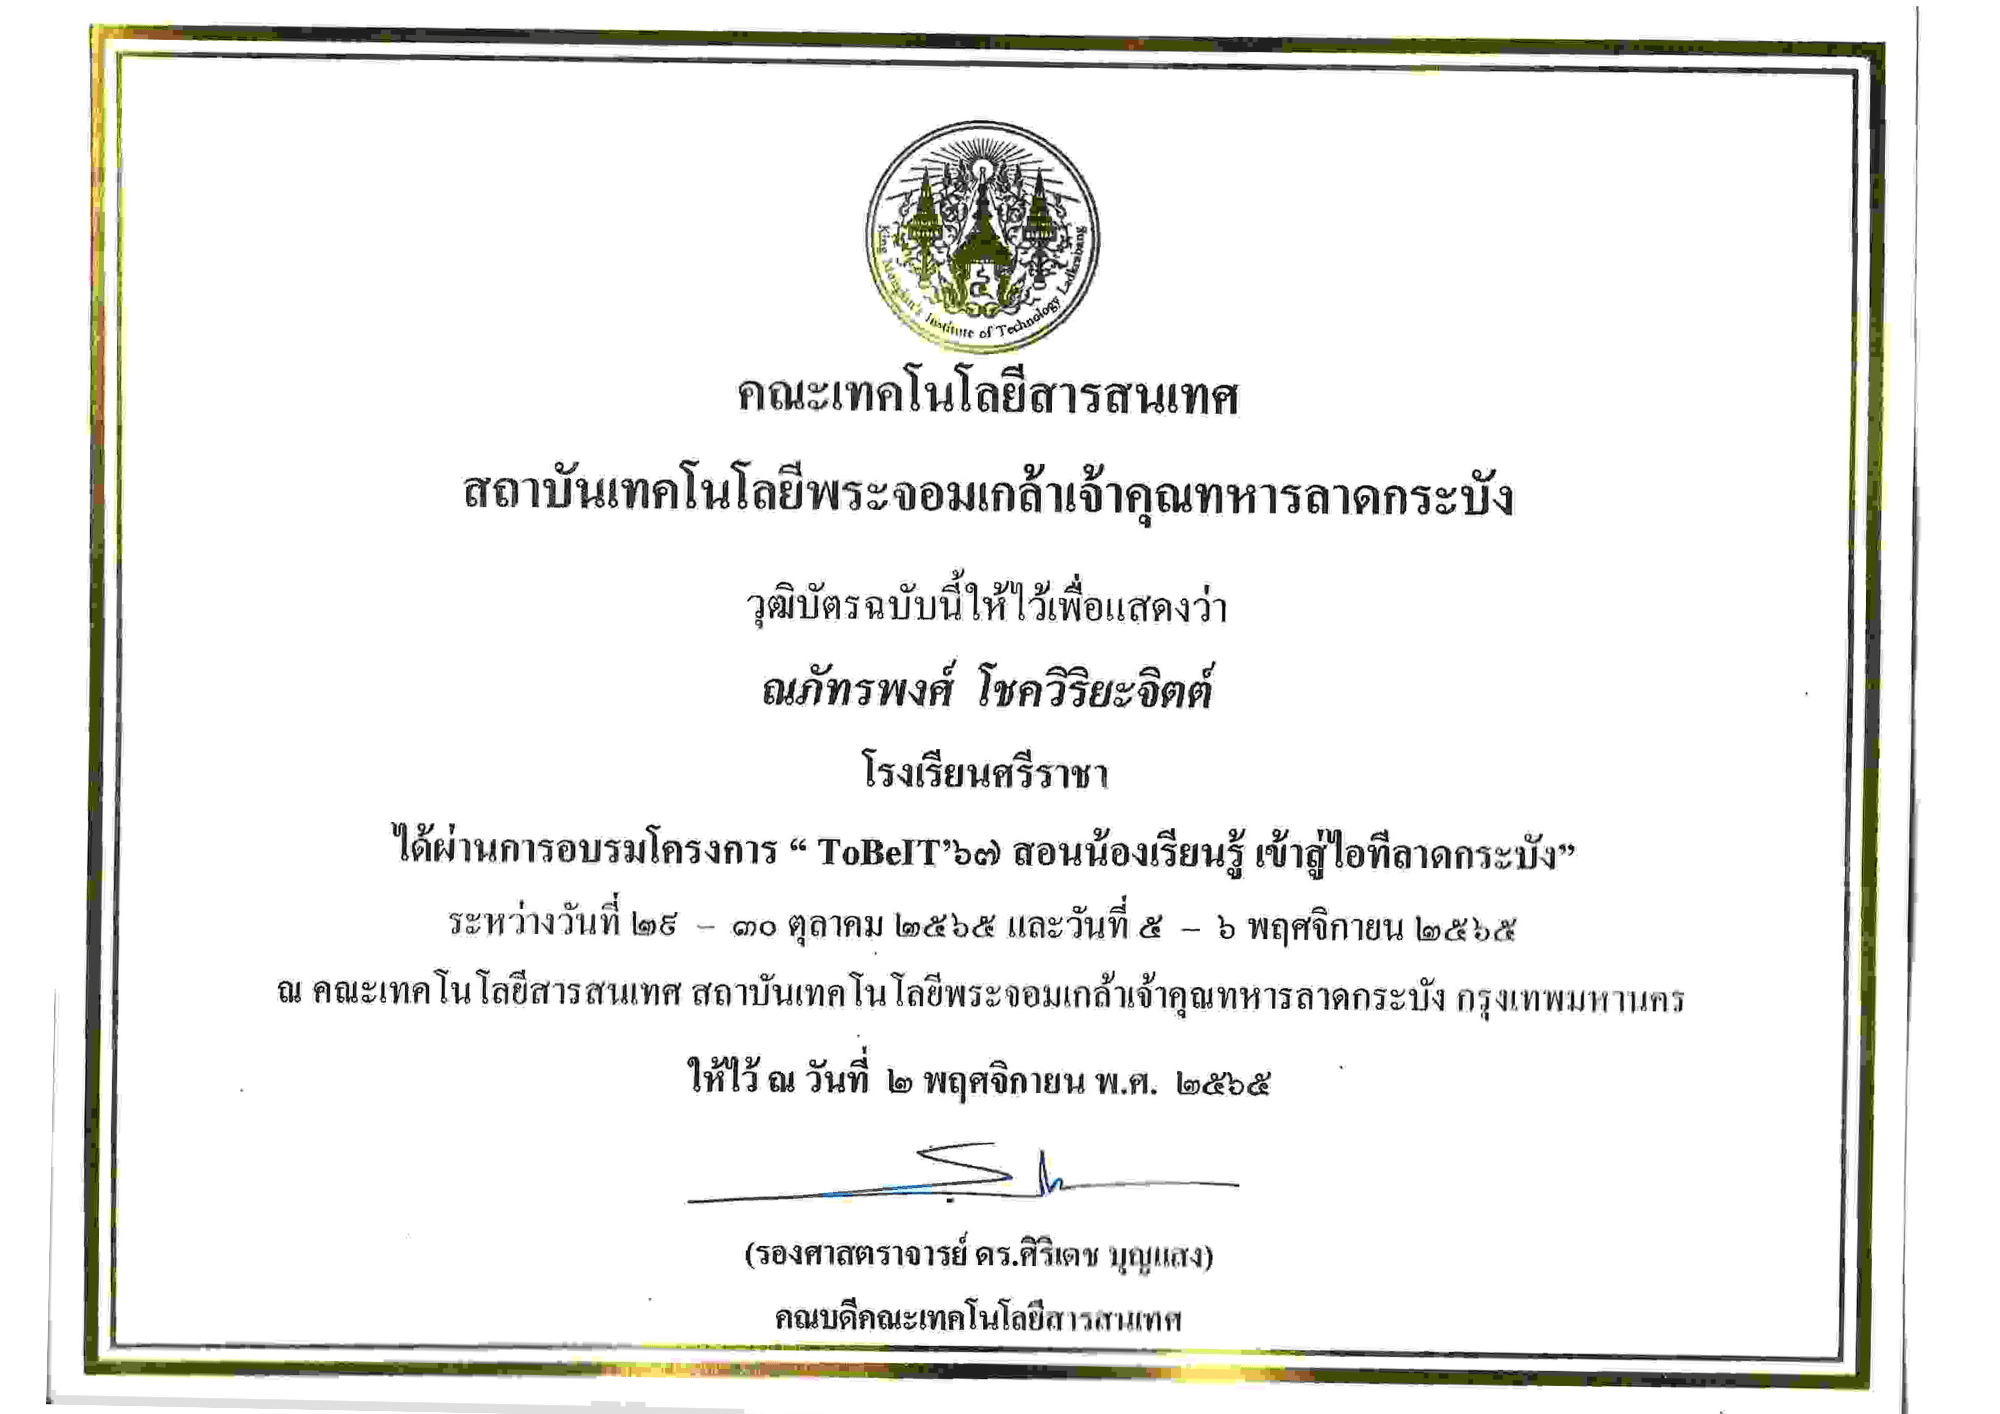 King Mongkut's Institute of Technology Ladkrabang
คณะเทคโนโลยีสารสนเทศ
สถาบันเทคโนโลยีพระจอมเกล้าเจ้าคุณทหารลาดกระบัง
วุฒิบัตรฉบับนี้ให้ไว้เพื่อแสดงว่า
ณภัทรพงศ์ โชควิริยะจิตต์
โรงเรียนศรีราชา
ได้ผ่านการอบรมโครงการ “ ToBeIT’๖๗ สอนน้องเรียนรู้ เข้าสู่ไอทีลาดกระบัง”
ระหว่างวันที่ ๒๙ – ๓๐ ตุลาคม ๒๕๖๕ และวันที่ ๕ – ๖ พฤศจิกายน ๒๕๖๕
ณ คณะเทคโนโลยีสารสนเทศ สถาบันเทคโนโลยีพระจอมเกล้าเจ้าคุณทหารลาดกระบัง กรุงเทพมหานคร
ให้ไว้ ณ วันที่ ๒ พฤศจิกายน พ.ศ. ๒๕๖๕
(รองศาสตราจารย์ ดร.ศิริเดช บุญแสง)
คณบดีคณะเทคโนโลยีสารสนเทศ